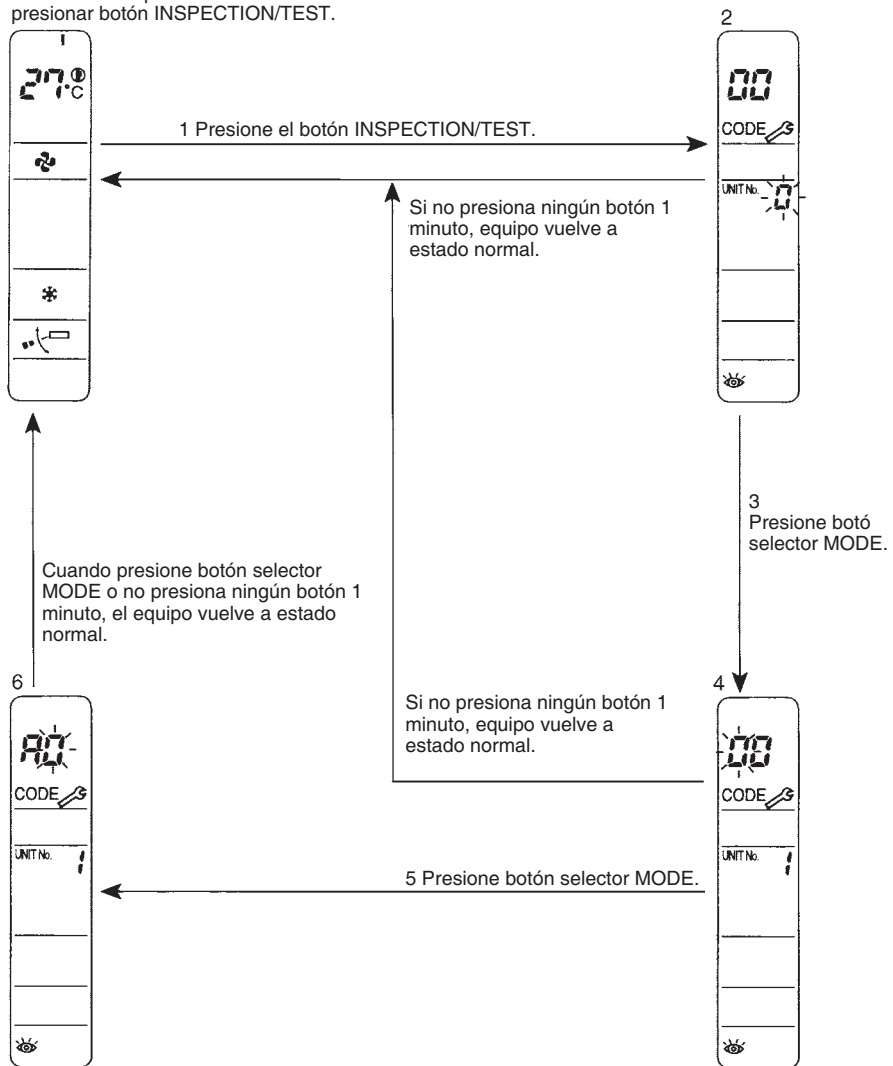 presionar botón INSPECTION/TEST.
2
27 °C
00
CODE
1 Presione el botón INSPECTION/TEST.
UNIT No. 0
Si no presiona ningún botón 1
minuto, equipo vuelve a
estado normal.
3
Presione botó
selector MODE.
Cuando presione botón selector
MODE o no presiona ningún botón 1
minuto, el equipo vuelve a estado
normal.
6
4
Si no presiona ningún botón 1
minuto, equipo vuelve a
estado normal.
A0
CODE
UNIT No. 1
00
CODE
UNIT No. 1
5 Presione botón selector MODE.